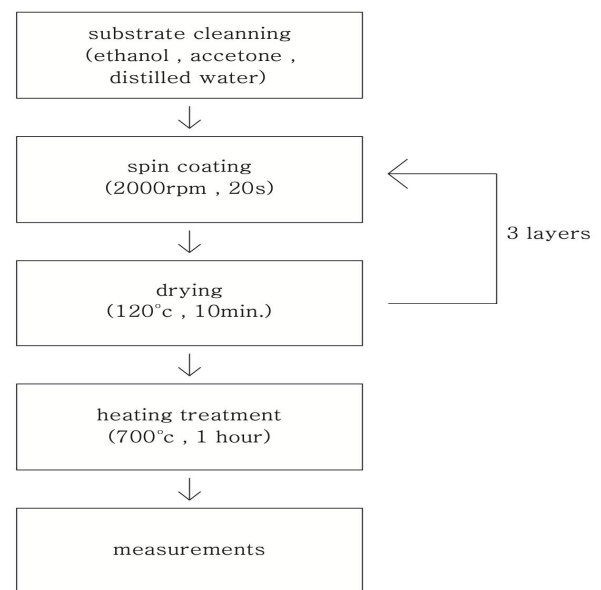 substrate cleanning
(ethanol , accetone ,
distilled water)
spin coating
(2000rpm , 20s)
3 layers
drying
(120°c , 10min.)
heating treatment
(700°c , 1 hour)
measurements